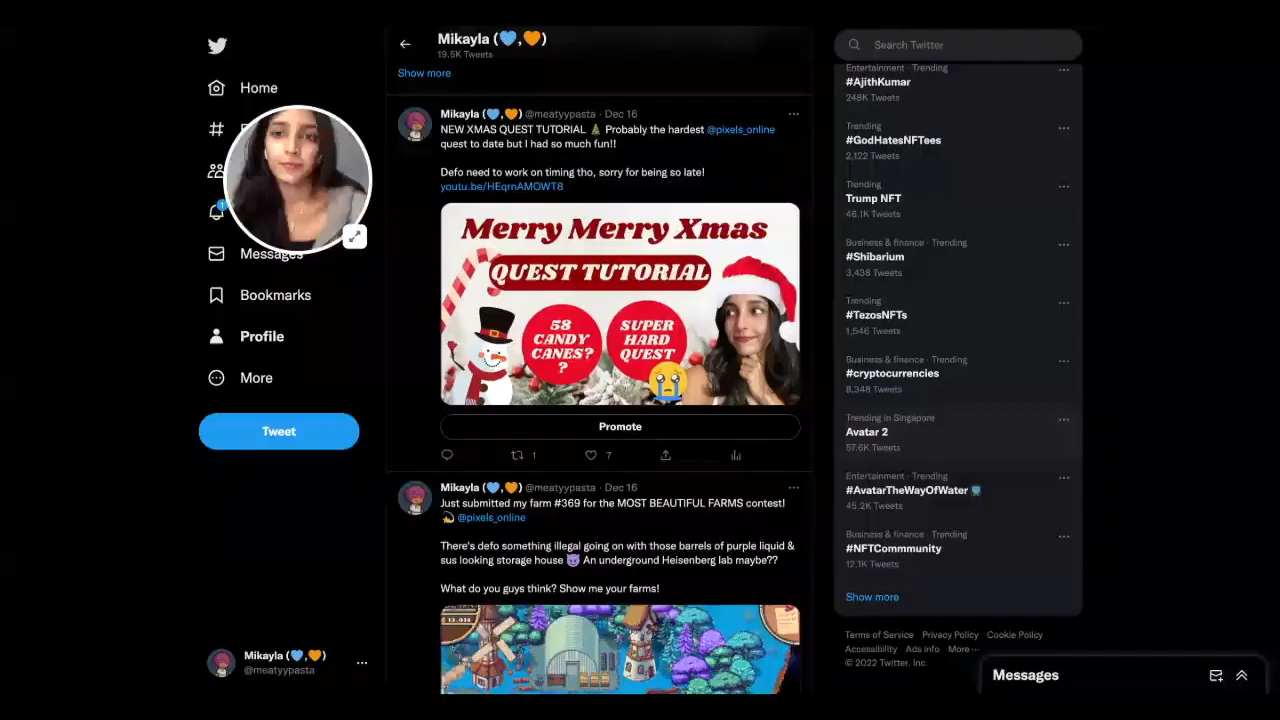 Home
1
Messages
Bookmarks
Profile
More
Tweet
Mikayla (💙,🧡)
@meatyypasta
Mikayla (💙,🧡)
19.5K Tweets
Show more
Mikayla (💙,🧡) @meatyypasta · Dec 16
NEW XMAS QUEST TUTORIAL 🎄 Probably the hardest @pixels_online
quest to date but I had so much fun!!
Defo need to work on timing tho, sorry for being so late!
youtu.be/HEqrnAMOWT8
Merry Merry Xmas
QUEST TUTORIAL
58
CANDY
CANES?
?
SUPER
HARD
QUEST
Promote
1
7
Mikayla (💙,🧡) @meatyypasta · Dec 16
Just submitted my farm #369 for the MOST BEAUTIFUL FARMS contest!
💫 @pixels_online
There's defo something illegal going on with those barrels of purple liquid &
sus looking storage house 😈 An underground Heisenberg lab maybe??
What do you guys think? Show me your farms!
Search Twitter
Entertainment · Trending
#AjithKumar
248K Tweets
Trending
#GodHatesNFTees
2,122 Tweets
Trending
Trump NFT
46.1K Tweets
Business & finance · Trending
#Shibarium
3,438 Tweets
Trending
#TezosNFTs
1,546 Tweets
Business & finance · Trending
#cryptocurrencies
8,348 Tweets
Trending in Singapore
Avatar 2
57.6K Tweets
Entertainment · Trending
#AvatarTheWayOfWater
45.2K Tweets
Business & finance · Trending
#NFTCommmunity
12.1K Tweets
Show more
Terms of Service Privacy Policy Cookie Policy
Accessibility Ads info More ···
© 2022 Twitter, Inc.
Messages